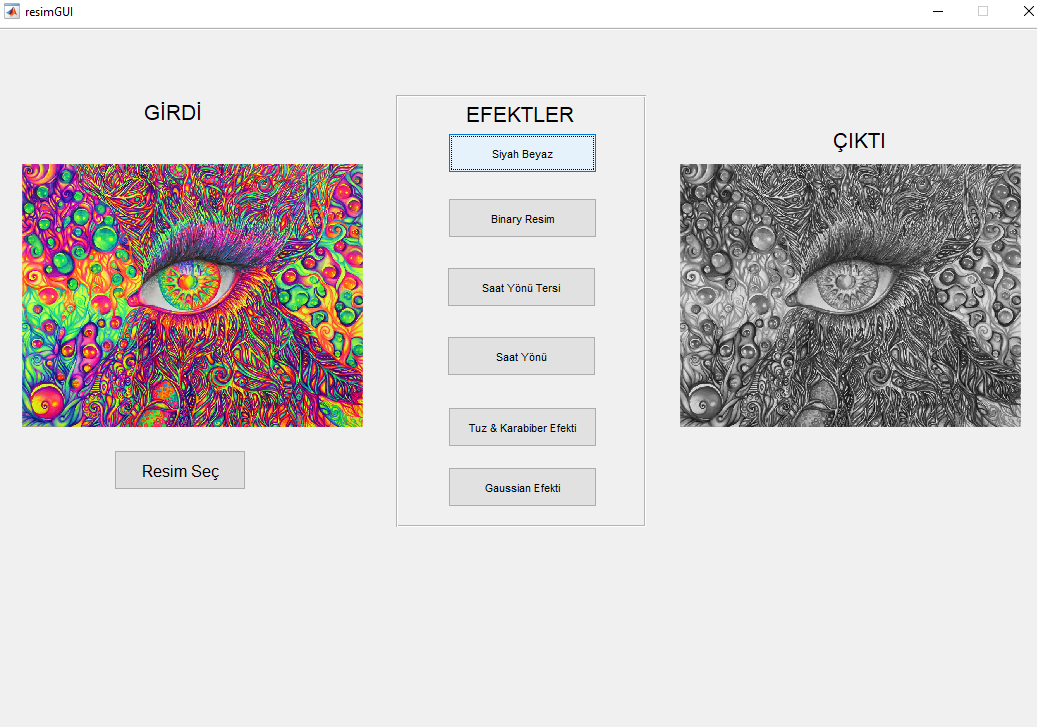 resimGUI
GİRDİ
EFEKTLER
ÇIKTI
Siyah Beyaz
Binary Resim
Saat Yönü Tersi
Saat Yönü
Tuz & Karabiber Efekti
Gaussian Efekti
Resim Seç